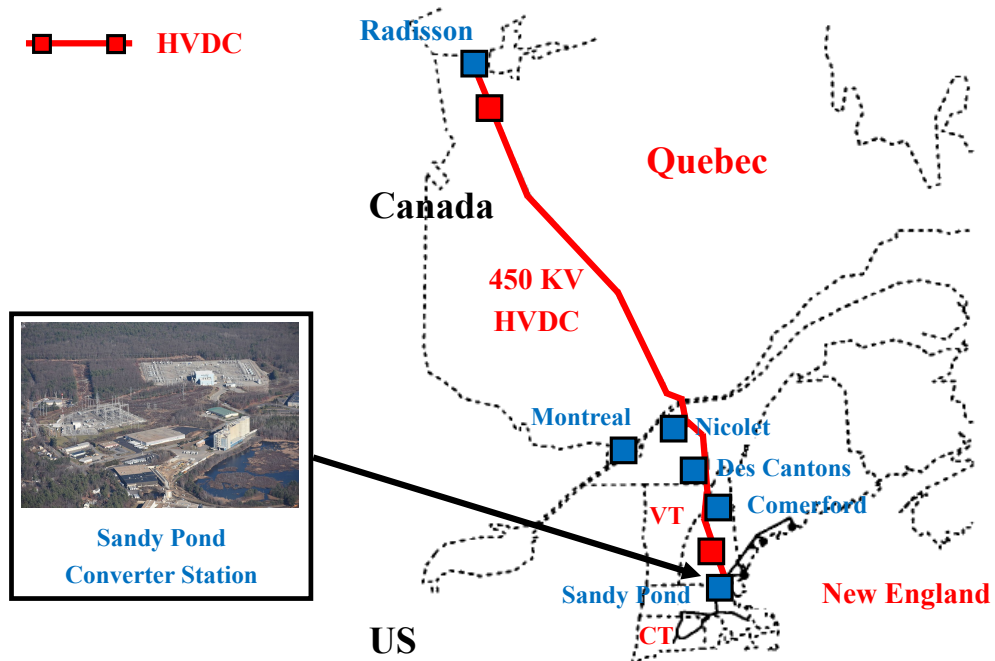 HVDC
Radisson
Quebec
Canada
450 KV
HVDC
Montreal
Nicolet
Des Cantons
Comerford
VT
Sandy Pond
Converter Station
Sandy Pond
New England
CT
US